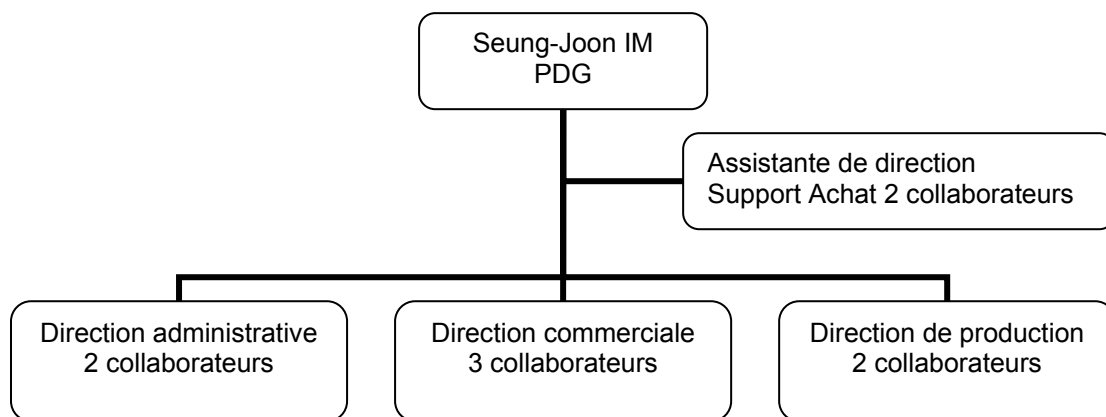 Seung-Joon IM
PDG
Assistante de direction
Support Achat 2 collaborateurs
Direction administrative
2 collaborateurs
Direction commerciale
3 collaborateurs
Direction de production
2 collaborateurs